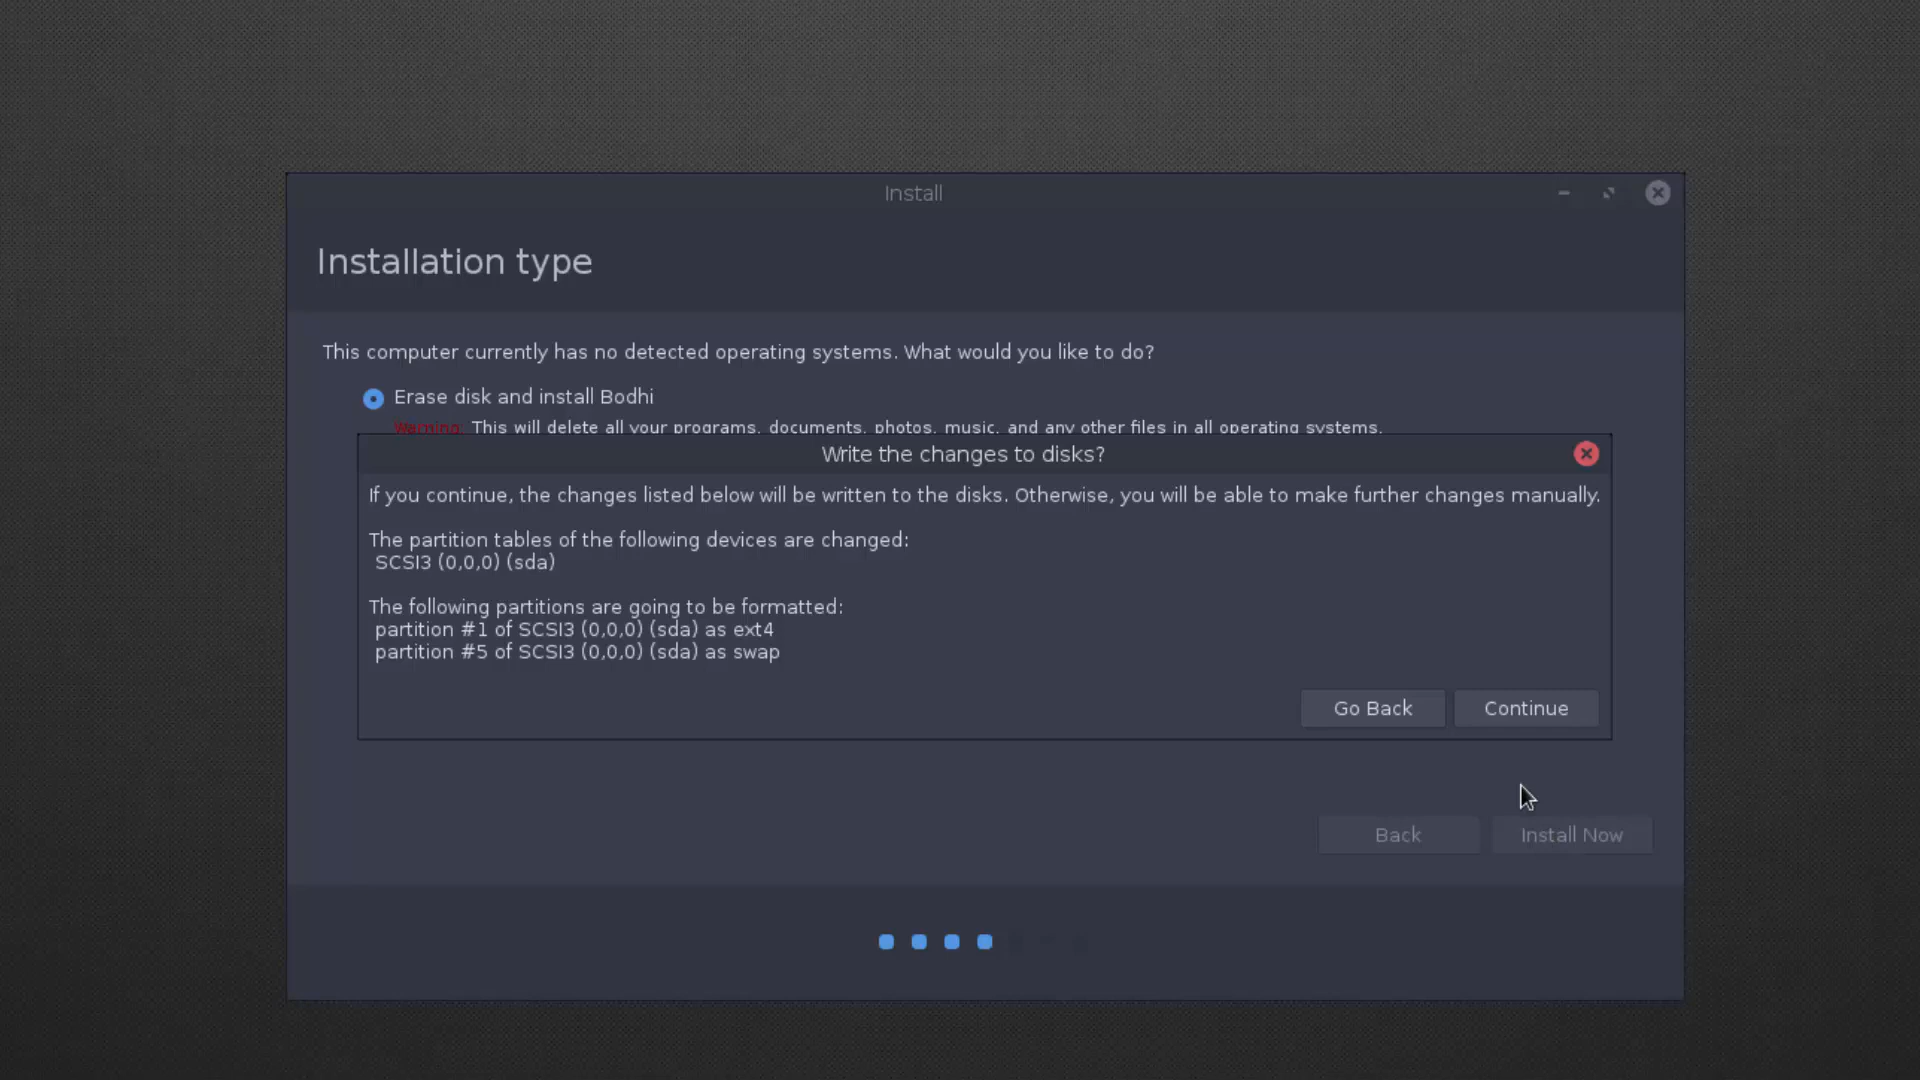 Install
Installation type
This computer currently has no detected operating systems. What would you like to do?
Erase disk and install Bodhi
Warning: This will delete all your programs, documents, photos, music, and any other files in all operating systems.
Write the changes to disks?
If you continue, the changes listed below will be written to the disks. Otherwise, you will be able to make further changes manually.
The partition tables of the following devices are changed:
SCSI3 (0,0,0) (sda)
The following partitions are going to be formatted:
partition #1 of SCSI3 (0,0,0) (sda) as ext4
partition #5 of SCSI3 (0,0,0) (sda) as swap
Go Back
Continue
Back
Install Now